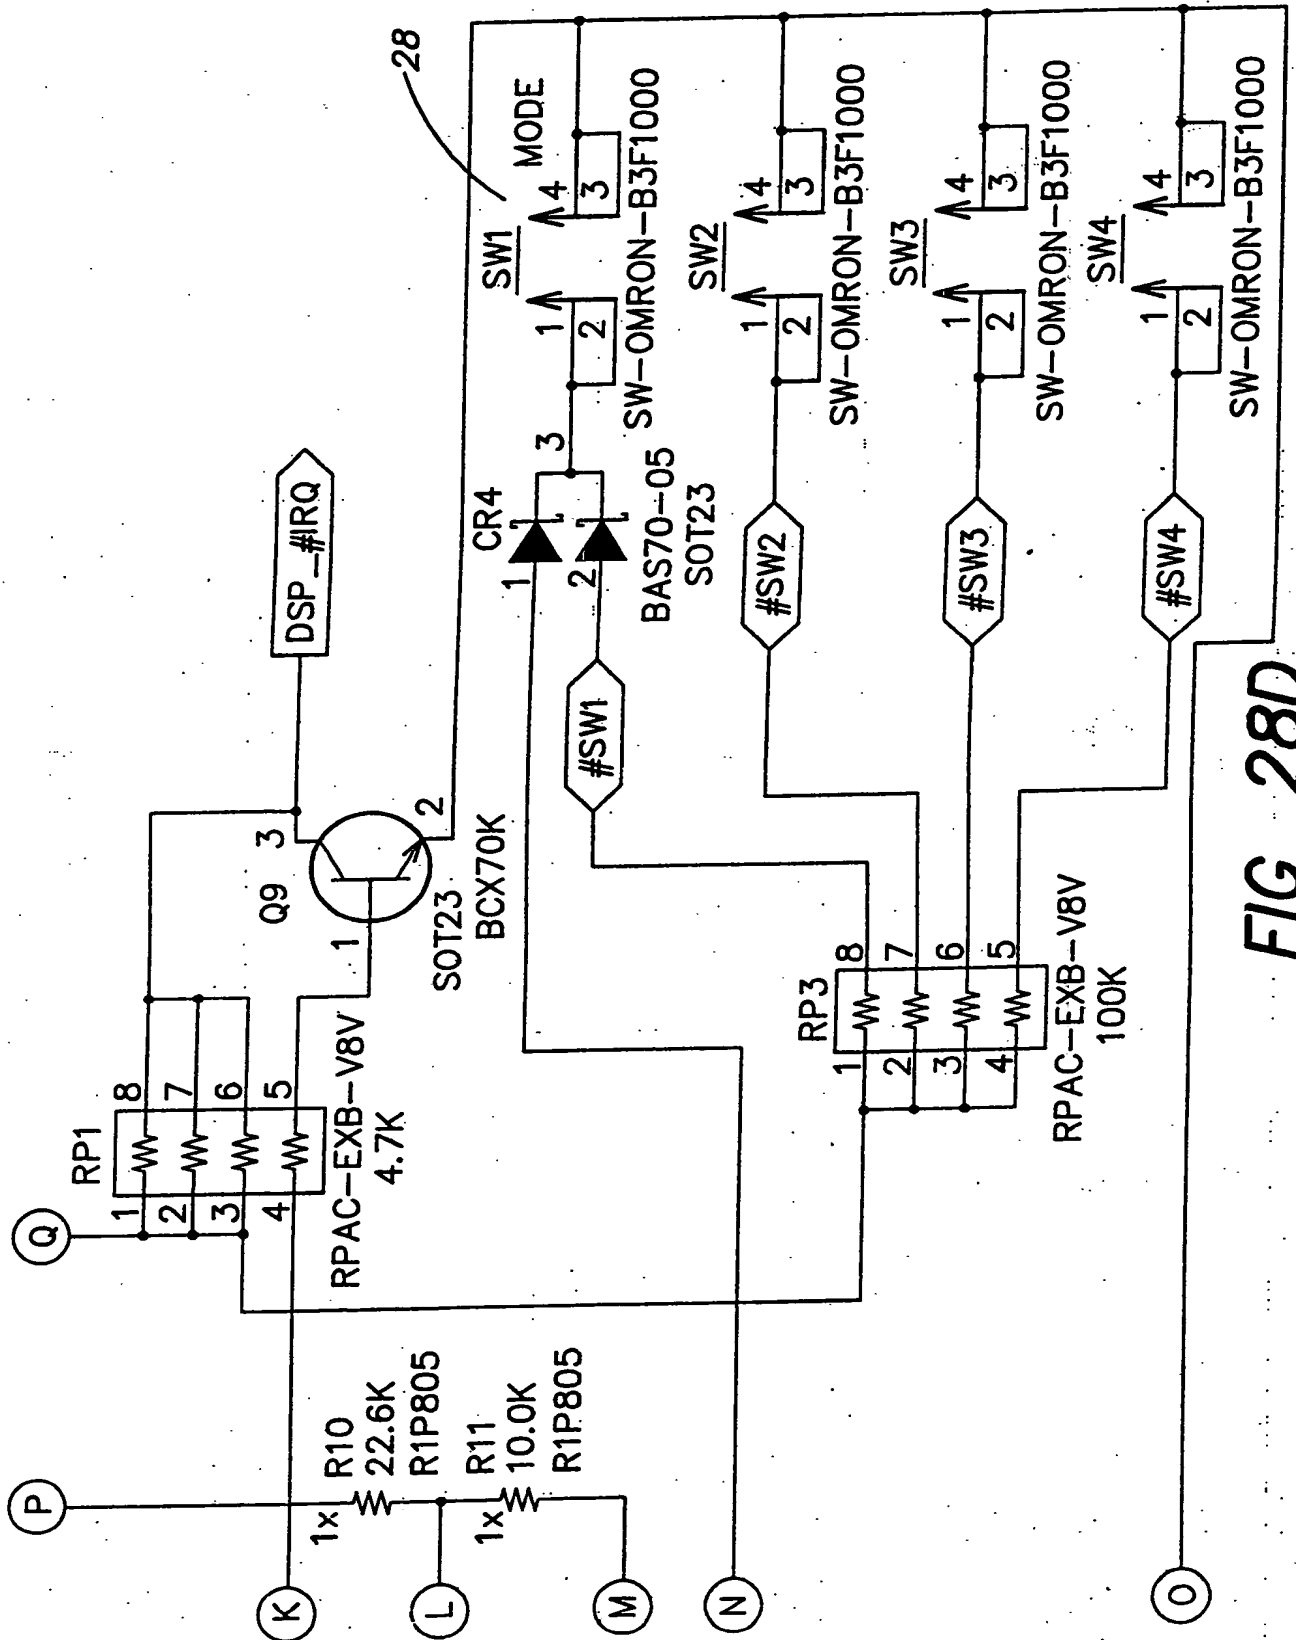 28
MODE
SW1
1
2
4
3
SW-OMRON-B3F1000
SW2
1
2
4
3
SW-OMRON-B3F1000
SW3
1
2
4
3
SW-OMRON-B3F1000
SW4
1
2
4
3
SW-OMRON-B3F1000
DSP_#IRQ
CR4
1
2
3
BAS70-05
SOT23
#SW1
#SW2
#SW3
#SW4
Q9
3
2
1
SOT23
BCX70K
RP1
1
2
3
4
8
7
6
5
RPAC-EXB-V8V
4.7K
RP3
1
2
3
4
8
7
6
5
RPAC-EXB-V8V
100K
Q
P
1x
R10
22.6K
R1P805
1x
R11
10.0K
R1P805
K
L
M
N
O
FIG 28D